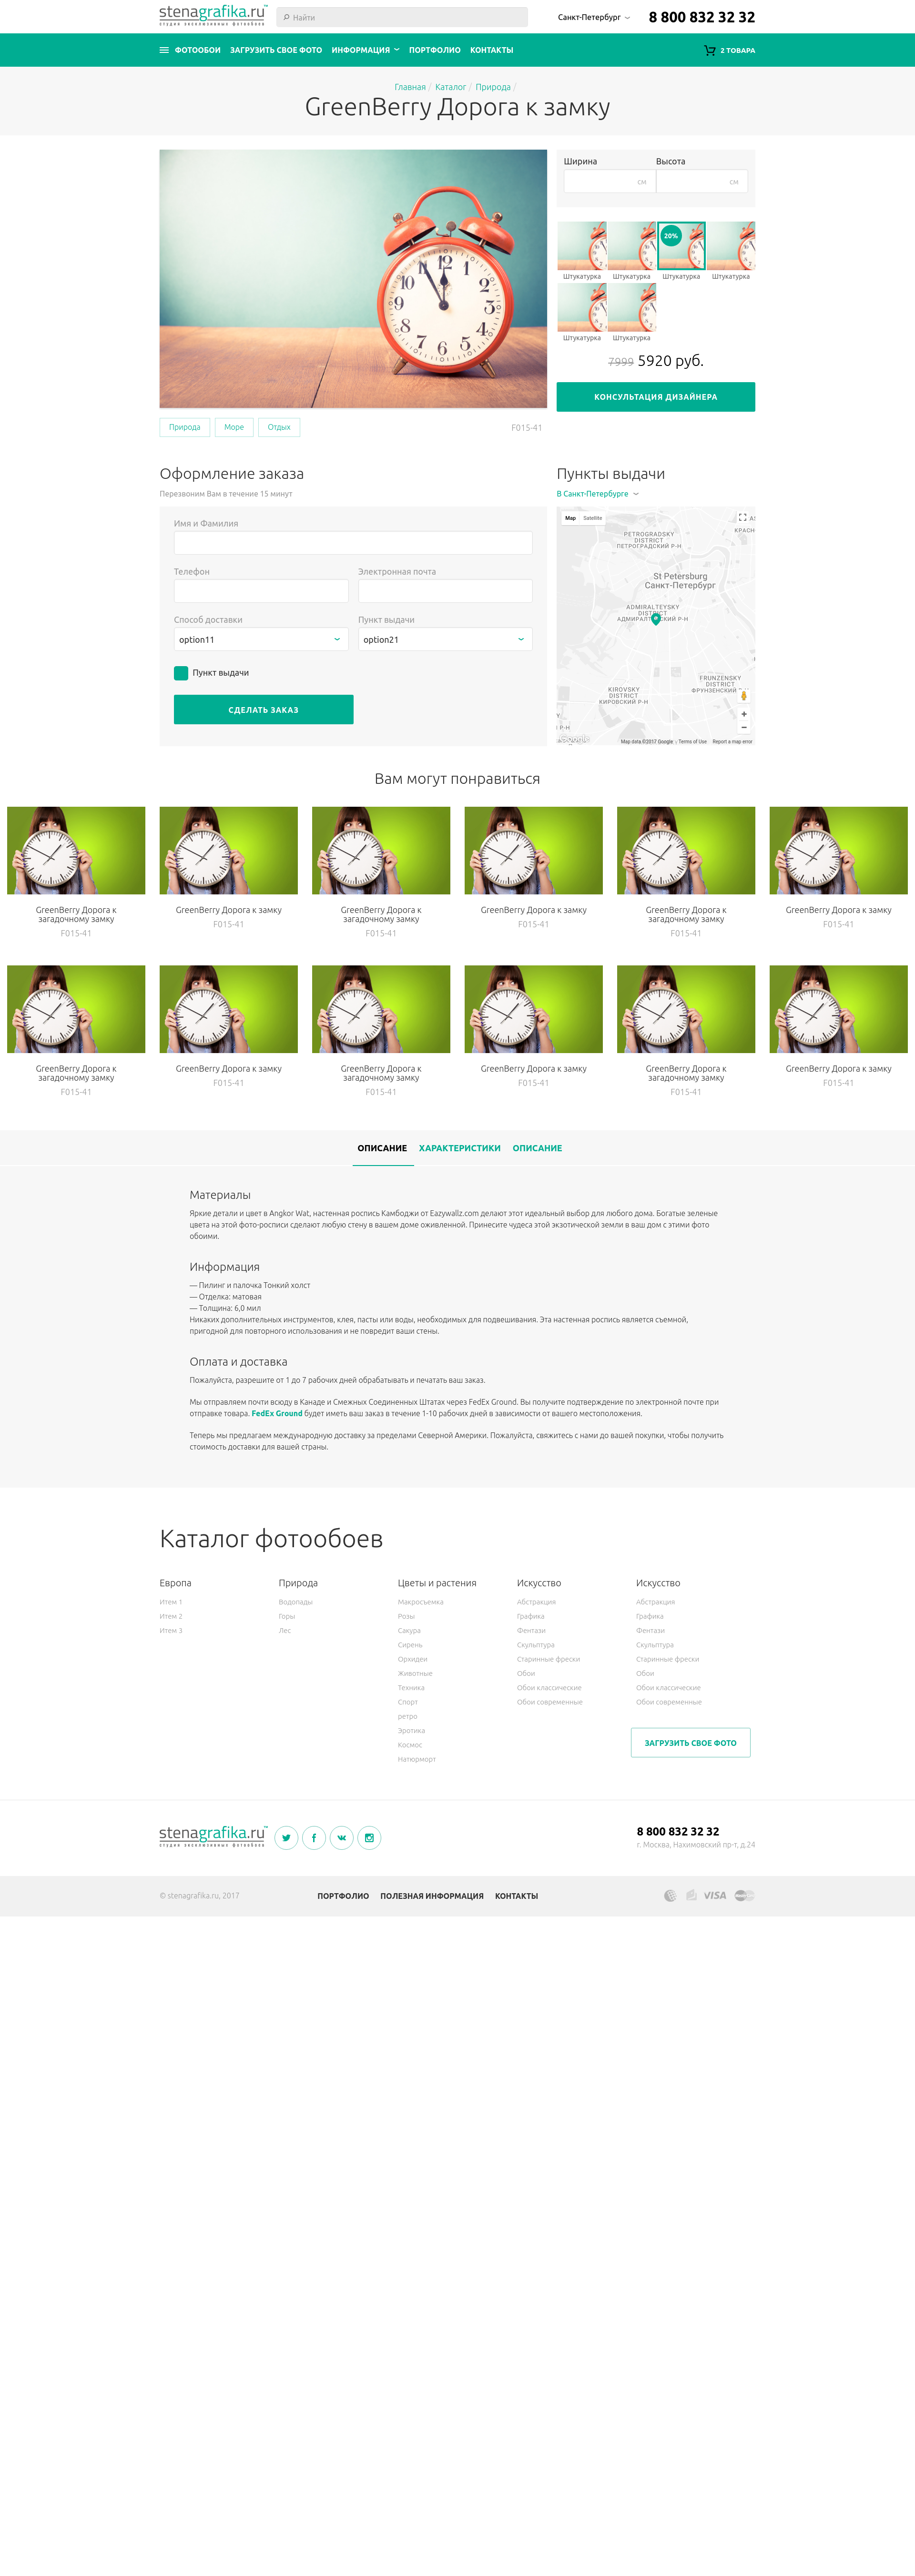 stenagrafika.ru™
студия эксклюзивных фотообоев
Найти
Санкт-Петербург
8 800 832 32 32
ФОТООБОИ ЗАГРУЗИТЬ СВОЕ ФОТО ИНФОРМАЦИЯ ПОРТФОЛИО КОНТАКТЫ
2 ТОВАРА
Главная / Каталог / Природа /
GreenBerry Дорога к замку
Ширина Высота
см см
20%
Штукатурка Штукатурка Штукатурка Штукатурка
Штукатурка Штукатурка
7999 5920 руб.
КОНСУЛЬТАЦИЯ ДИЗАЙНЕРА
Природа Море Отдых
F015-41
Оформление заказа
Перезвоним Вам в течение 15 минут
Имя и Фамилия
Телефон Электронная почта
Способ доставки Пункт выдачи
option11 option21
Пункт выдачи
СДЕЛАТЬ ЗАКАЗ
Пункты выдачи
В Санкт-Петербурге
Map Satellite
КРАСН
PETROGRADSKY
DISTRICT
ПЕТРОГРАДСКИЙ Р-Н
St Petersburg
Санкт-Петербург
ADMIRALTEYSKY
DISTRICT
FRUNZENSKY
DISTRICT
ФРУНЗЕНСКИЙ
KIROVSKY
DISTRICT
КИРОВСКИЙ Р-Н
Google
Map data ©2017 Google Terms of Use Report a map error
Вам могут понравиться
GreenBerry Дорога к
загадочному замку
F015-41
GreenBerry Дорога к замку
F015-41
GreenBerry Дорога к
загадочному замку
F015-41
GreenBerry Дорога к замку
F015-41
GreenBerry Дорога к
загадочному замку
F015-41
GreenBerry Дорога к замку
F015-41
GreenBerry Дорога к
загадочному замку
F015-41
GreenBerry Дорога к замку
F015-41
GreenBerry Дорога к
загадочному замку
F015-41
GreenBerry Дорога к замку
F015-41
GreenBerry Дорога к
загадочному замку
F015-41
GreenBerry Дорога к замку
F015-41
ОПИСАНИЕ ХАРАКТЕРИСТИКИ ОПИСАНИЕ
Материалы
Яркие детали и цвет в Angkor Wat, настенная роспись Камбоджи от Eazywallz.com делают этот идеальный выбор для любого дома. Богатые зеленые
цвета на этой фото-росписи сделают любую стену в вашем доме оживленной. Принесите чудеса этой экзотической земли в ваш дом с этими фото
обоими.
Информация
— Пилинг и палочка Тонкий холст
— Отделка: матовая
— Толщина: 6,0 мил
Никаких дополнительных инструментов, клея, пасты или воды, необходимых для подвешивания. Эта настенная роспись является съемной,
пригодной для повторного использования и не повредит ваши стены.
Оплата и доставка
Пожалуйста, разрешите от 1 до 7 рабочих дней обрабатывать и печатать ваш заказ.
Мы отправляем почти всюду в Канаде и Смежных Соединенных Штатах через FedEx Ground. Вы получите подтверждение по электронной почте при
отправке товара. FedEx Ground будет иметь ваш заказ в течение 1-10 рабочих дней в зависимости от вашего местоположения.
Теперь мы предлагаем международную доставку за пределами Северной Америки. Пожалуйста, свяжитесь с нами до вашей покупки, чтобы получить
стоимость доставки для вашей страны.
Каталог фотообоев
Европа
Итем 1
Итем 2
Итем 3
Природа
Водопады
Горы
Лес
Цветы и растения
Макросъемка
Розы
Сакура
Сирень
Орхидеи
Животные
Техника
Спорт
ретро
Эротика
Космос
Натюрморт
Искусство
Абстракция
Графика
Фентази
Скульптура
Старинные фрески
Обои
Обои классические
Обои современные
Искусство
Абстракция
Графика
Фентази
Скульптура
Старинные фрески
Обои
Обои классические
Обои современные
ЗАГРУЗИТЬ СВОЕ ФОТО
stenagrafika.ru™
студия эксклюзивных фотообоев
8 800 832 32 32
г. Москва, Нахимовский пр-т, д.24
© stenagrafika.ru, 2017
ПОРТФОЛИО ПОЛЕЗНАЯ ИНФОРМАЦИЯ КОНТАКТЫ
VISA